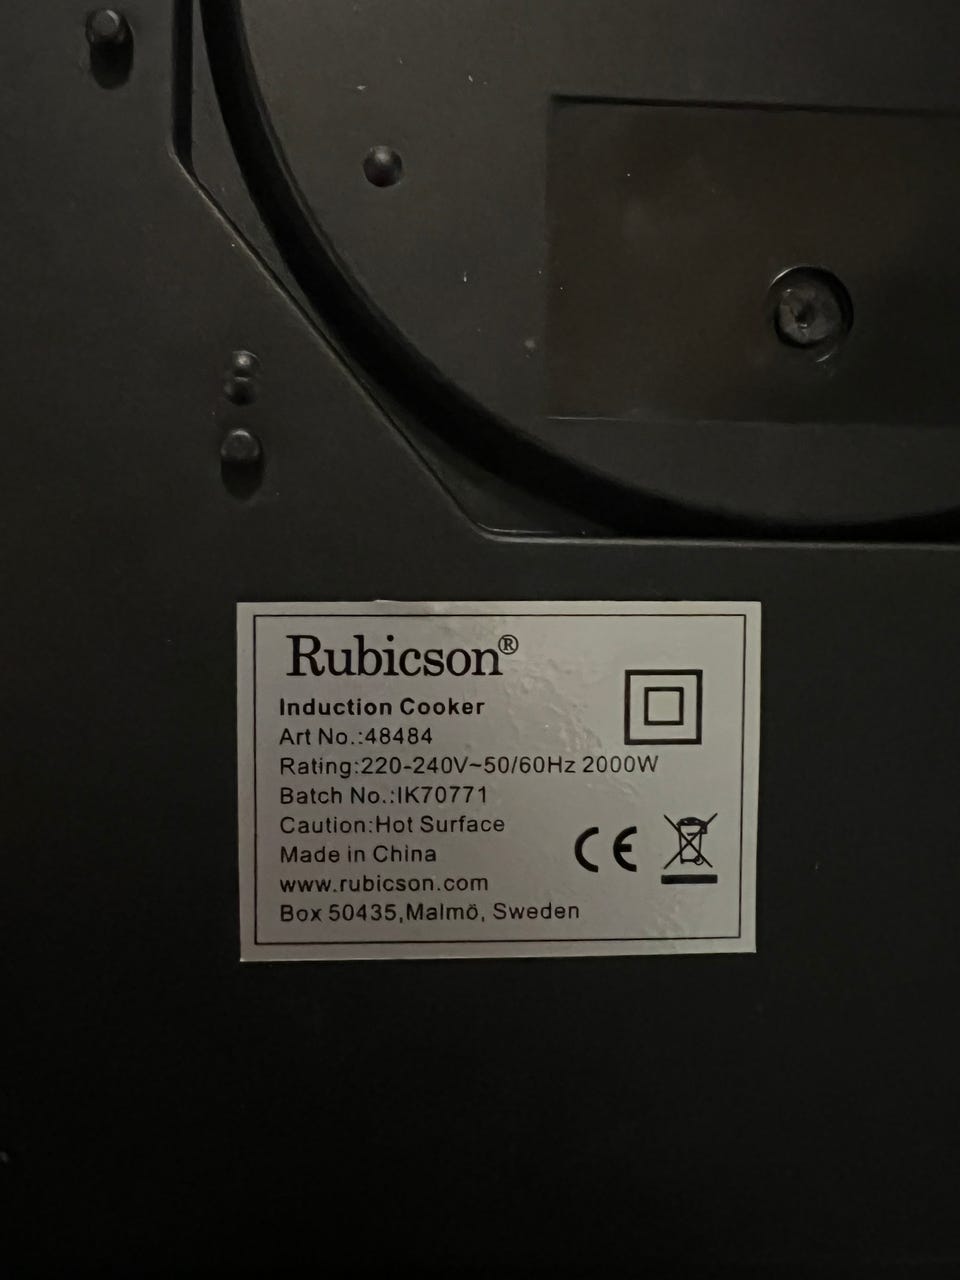 Rubicson®
Induction Cooker
Art No.:48484
Rating:220-240V~50/60Hz 2000W
Batch No.:IK70771
Caution:Hot Surface
Made in China
www.rubicson.com
Box 50435,Malmö, Sweden
CE